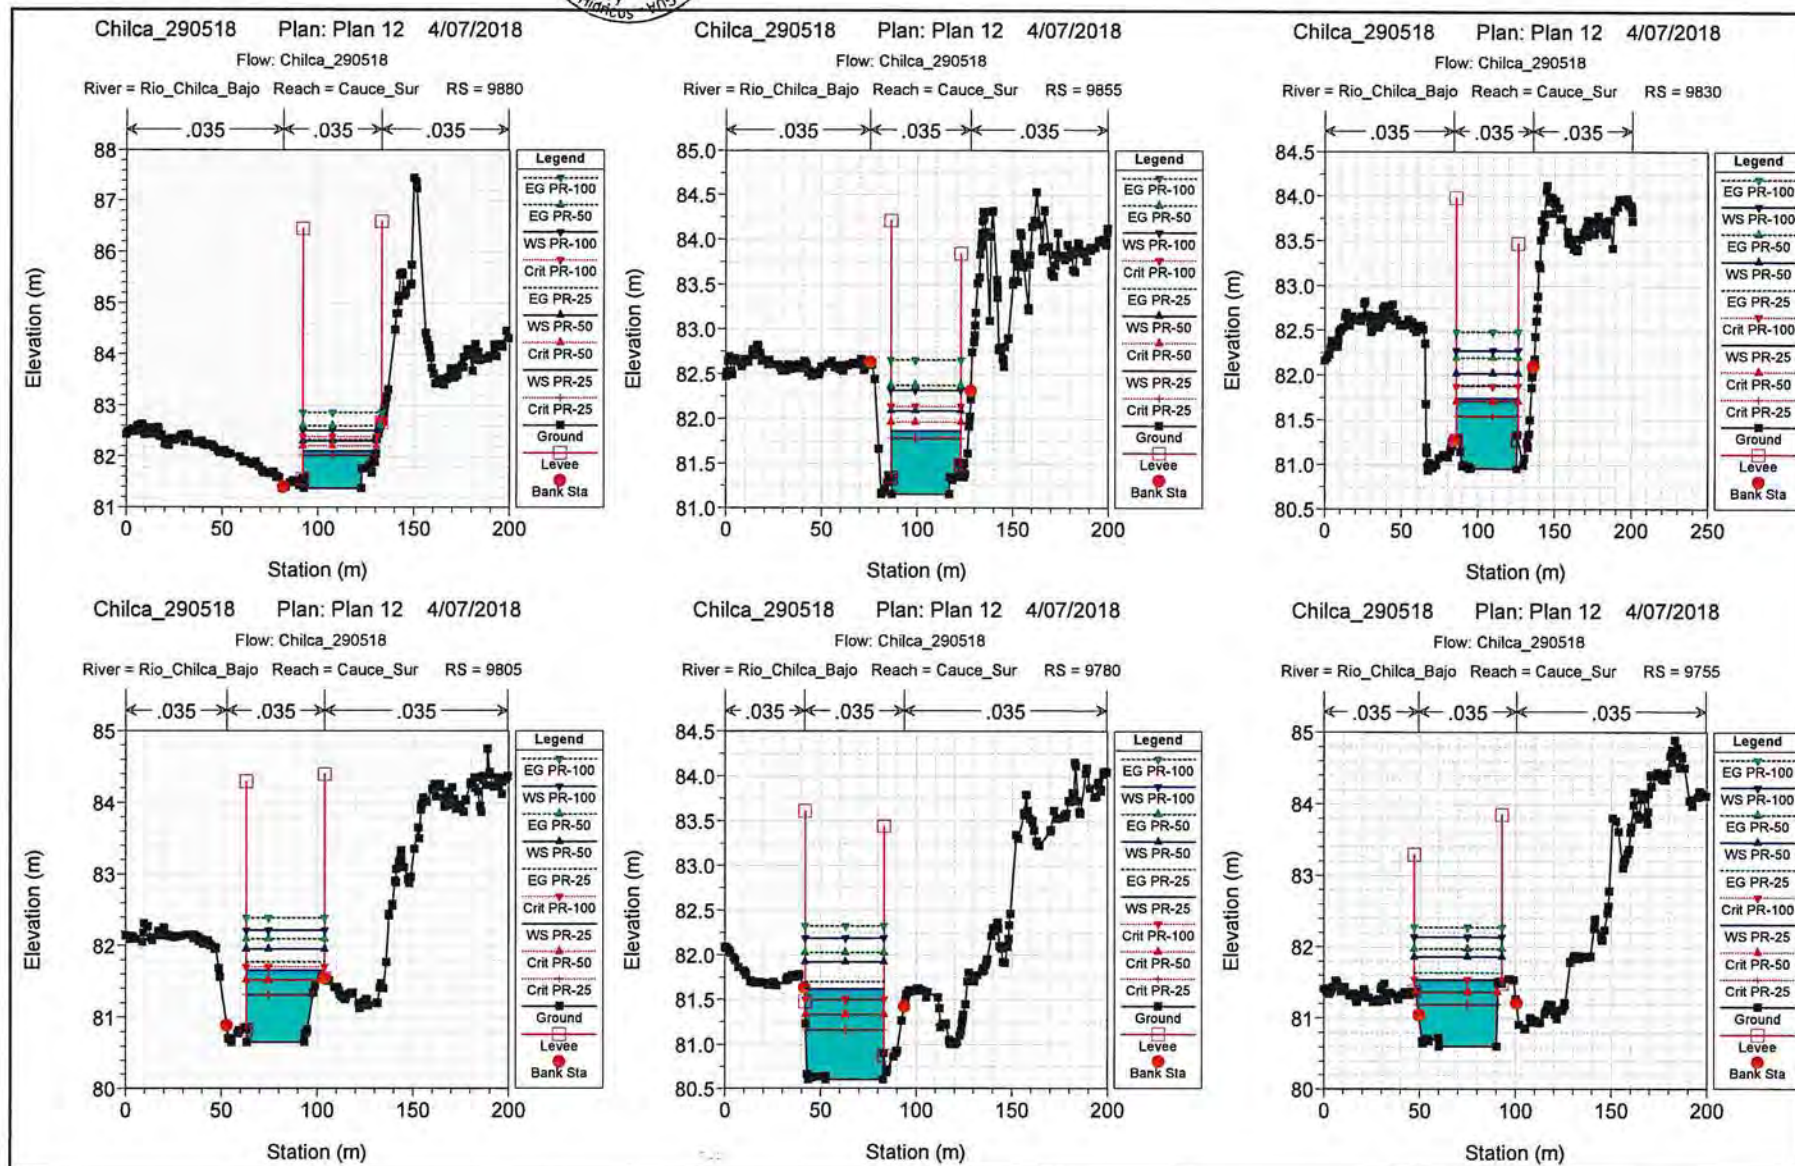 Hídricos - AGU
Chilca_290518 Plan: Plan 12 4/07/2018
Flow: Chilca_290518
River = Rio_Chilca_Bajo Reach = Cauce_Sur RS = 9880
.035 .035 .035
88
87
86
85
84
83
82
81
Elevation (m)
0 50 100 150 200
Station (m)
Legend
EG PR-100
EG PR-50
WS PR-100
Crit PR-100
EG PR-25
WS PR-50
Crit PR-50
WS PR-25
Crit PR-25
Ground
Levee
Bank Sta
Chilca_290518 Plan: Plan 12 4/07/2018
Flow: Chilca_290518
River = Rio_Chilca_Bajo Reach = Cauce_Sur RS = 9855
.035 .035 .035
85.0
84.5
84.0
83.5
83.0
82.5
82.0
81.5
81.0
Elevation (m)
0 50 100 150 200
Station (m)
Legend
EG PR-100
EG PR-50
WS PR-100
Crit PR-100
EG PR-25
WS PR-50
Crit PR-50
WS PR-25
Crit PR-25
Ground
Levee
Bank Sta
Chilca_290518 Plan: Plan 12 4/07/2018
Flow: Chilca_290518
River = Rio_Chilca_Bajo Reach = Cauce_Sur RS = 9830
.035 .035 .035
84.5
84.0
83.5
83.0
82.5
82.0
81.5
81.0
80.5
Elevation (m)
0 50 100 150 200 250
Station (m)
Legend
EG PR-100
WS PR-100
EG PR-50
WS PR-50
EG PR-25
Crit PR-100
WS PR-25
Crit PR-50
Crit PR-25
Ground
Levee
Bank Sta
Chilca_290518 Plan: Plan 12 4/07/2018
Flow: Chilca_290518
River = Rio_Chilca_Bajo Reach = Cauce_Sur RS = 9805
.035 .035 .035
85
84
83
82
81
80
Elevation (m)
0 50 100 150 200
Station (m)
Legend
EG PR-100
WS PR-100
EG PR-50
WS PR-50
EG PR-25
Crit PR-100
WS PR-25
Crit PR-50
Crit PR-25
Ground
Levee
Bank Sta
Chilca_290518 Plan: Plan 12 4/07/2018
Flow: Chilca_290518
River = Rio_Chilca_Bajo Reach = Cauce_Sur RS = 9780
.035 .035 .035
84.5
84.0
83.5
83.0
82.5
82.0
81.5
81.0
80.5
Elevation (m)
0 50 100 150 200
Station (m)
Legend
EG PR-100
WS PR-100
EG PR-50
WS PR-50
EG PR-25
WS PR-25
Crit PR-100
Crit PR-50
Crit PR-25
Ground
Levee
Bank Sta
Chilca_290518 Plan: Plan 12 4/07/2018
Flow: Chilca_290518
River = Rio_Chilca_Bajo Reach = Cauce_Sur RS = 9755
.035 .035 .035
85
84
83
82
81
80
Elevation (m)
0 50 100 150 200
Station (m)
Legend
EG PR-100
WS PR-100
EG PR-50
WS PR-50
EG PR-25
Crit PR-100
WS PR-25
Crit PR-50
Crit PR-25
Ground
Levee
Bank Sta